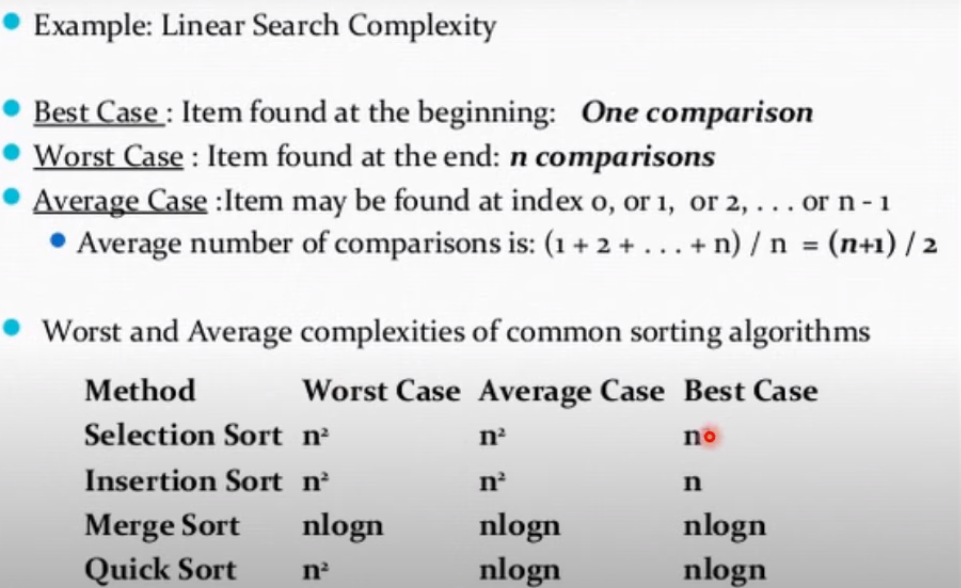 Example: Linear Search Complexity
Best Case : Item found at the beginning: One comparison
Worst Case : Item found at the end: n comparisons
Average Case :Item may be found at index 0, or 1, or 2, . . . or n - 1
Average number of comparisons is: (1 + 2 + . . . + n) / n = (n+1) / 2
Worst and Average complexities of common sorting algorithms
Method Worst Case Average Case Best Case
Selection Sort n² n² n
Insertion Sort n² n² n
Merge Sort nlogn nlogn nlogn
Quick Sort n² nlogn nlogn